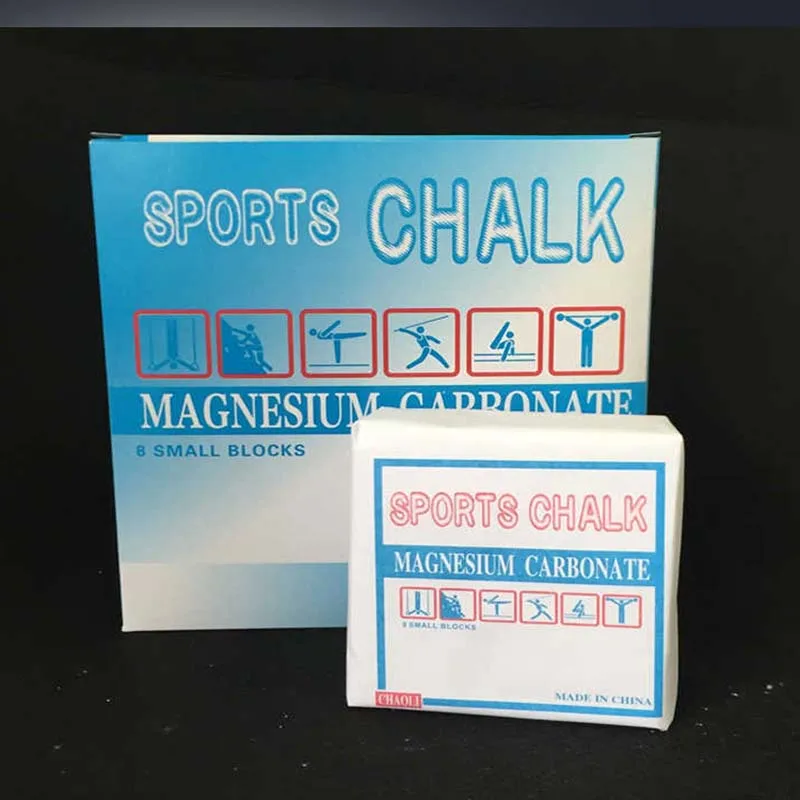 SPORTS CHALK
MAGNESIUM CARBONATE
8 SMALL BLOCKS
SPORTS CHALK
MAGNESIUM CARBONATE
8 SMALL BLOCKS
CHAOLI
MADE IN CHINA